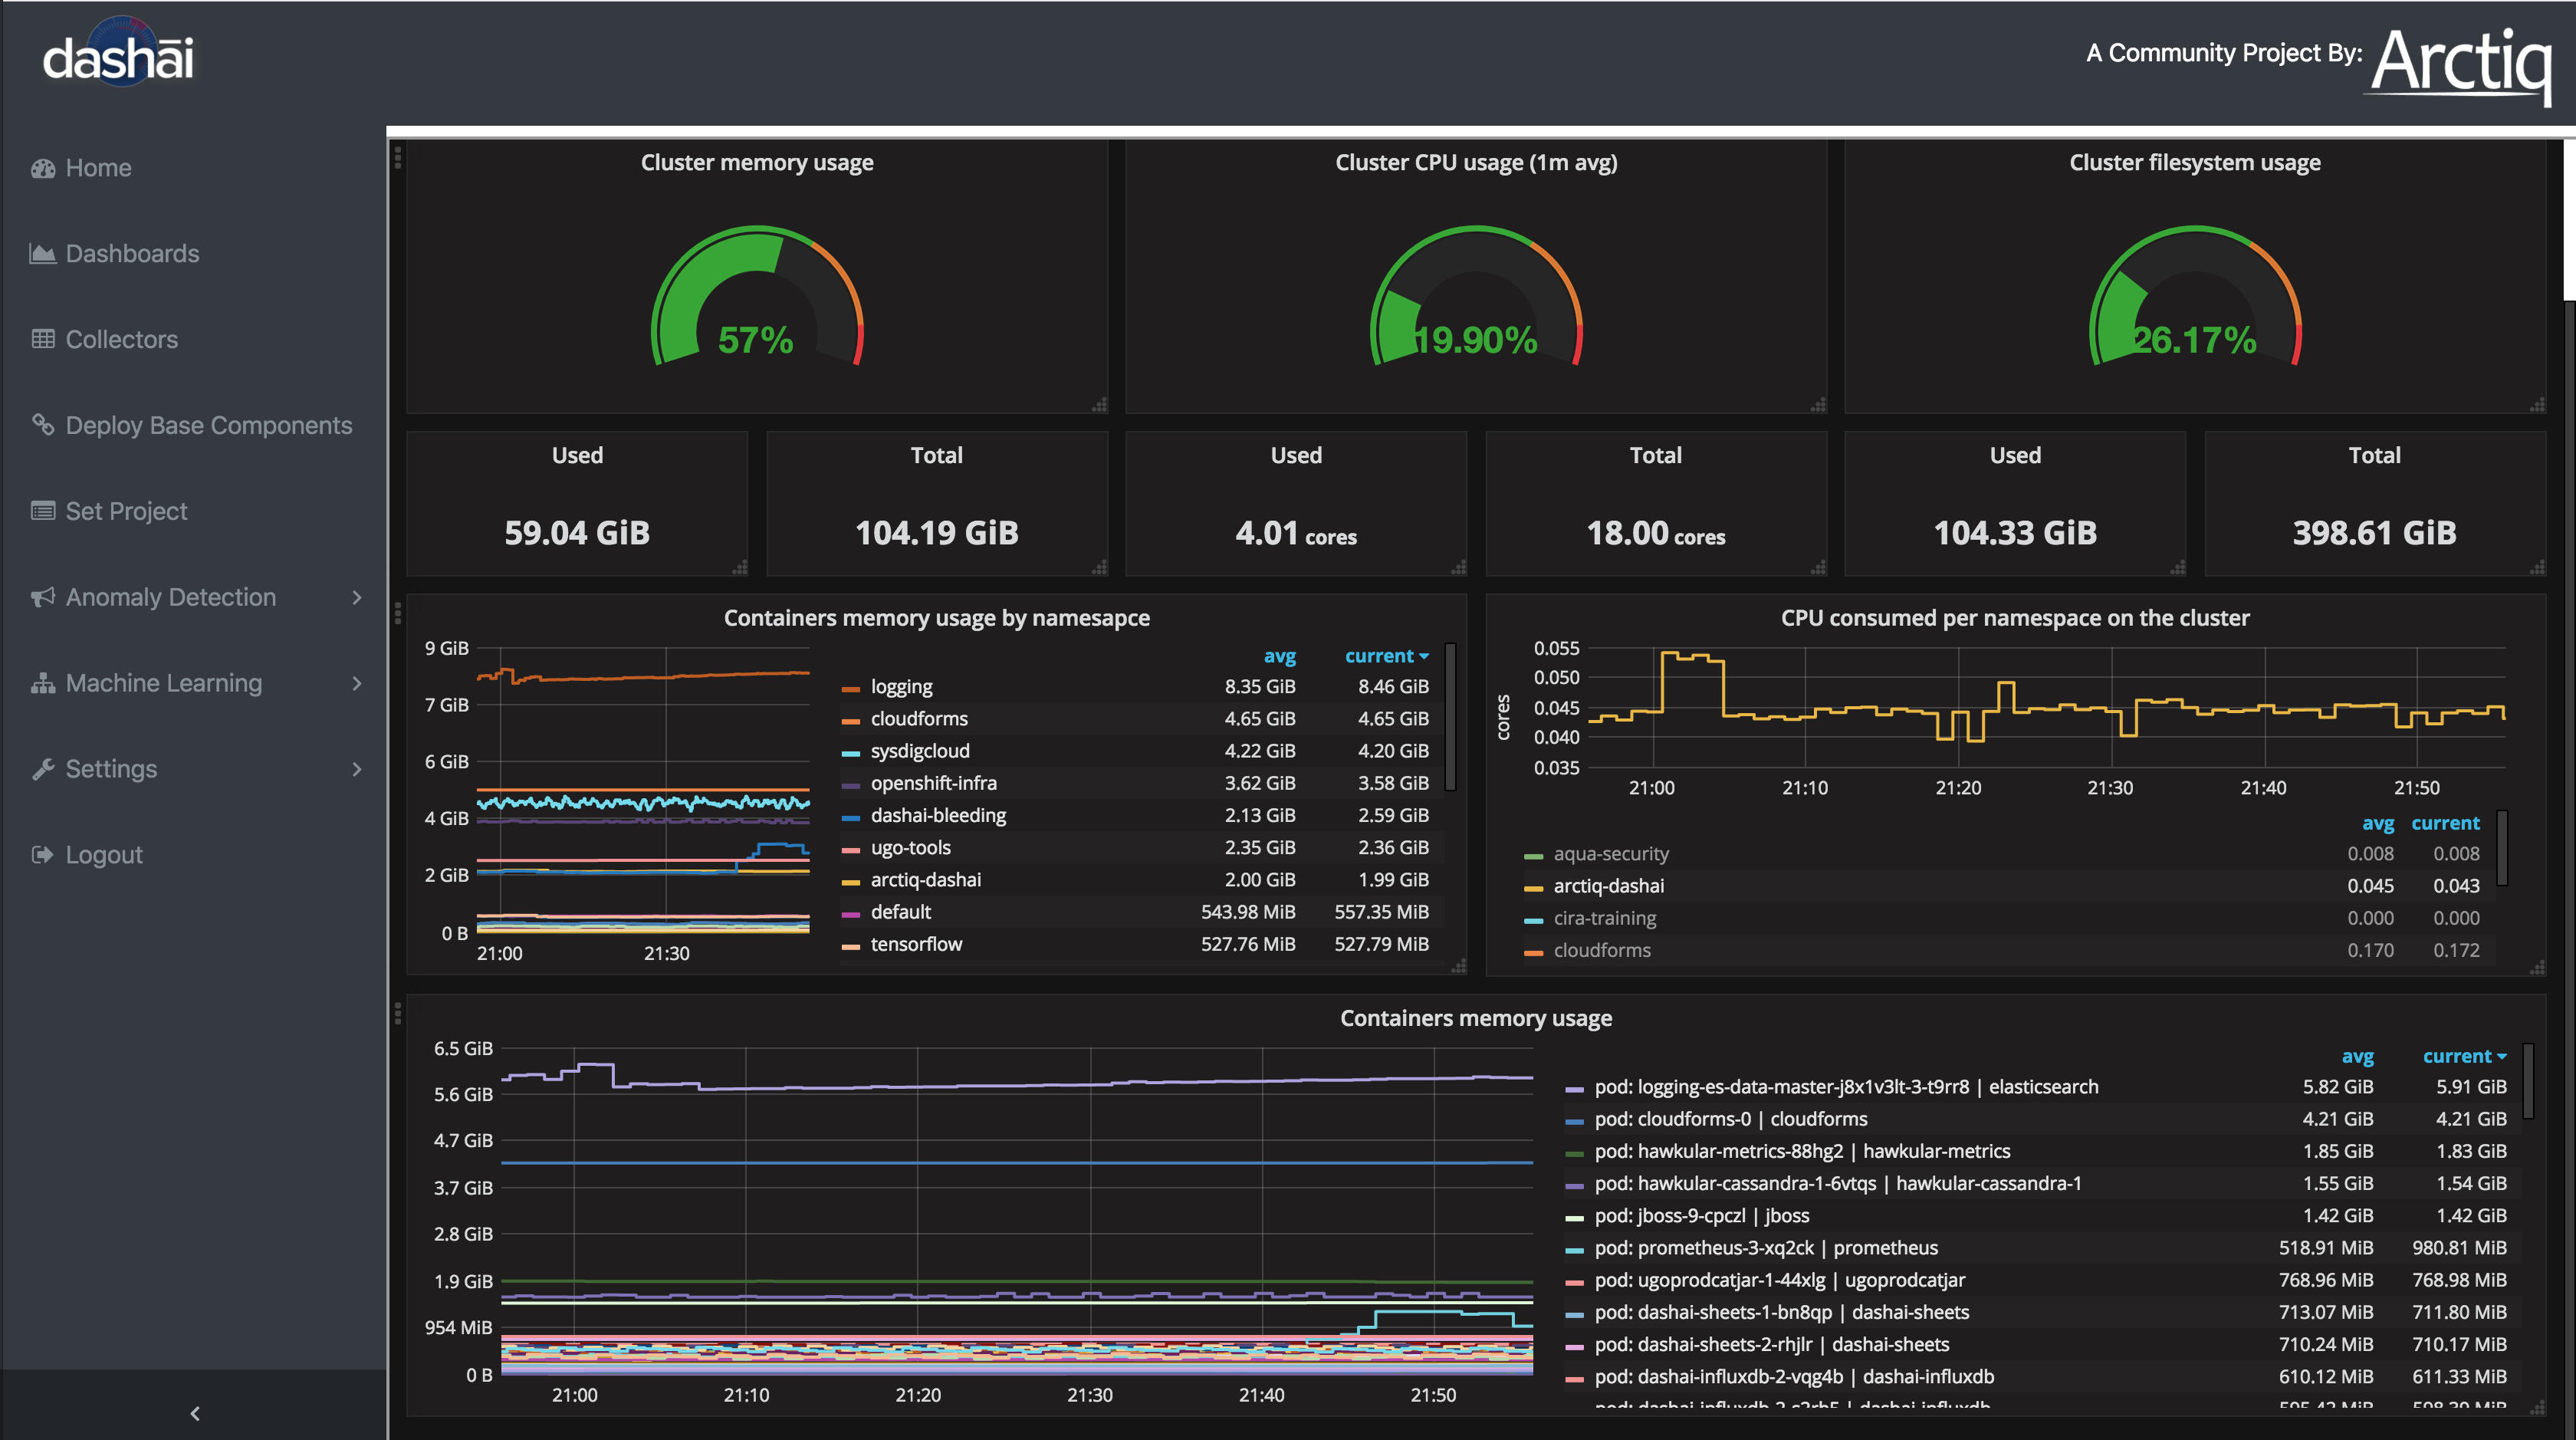 dashāi
A Community Project By: Arctiq
Home
Dashboards
Collectors
Deploy Base Components
Set Project
Anomaly Detection
Machine Learning
Settings
Logout
Cluster memory usage
57%
Cluster CPU usage (1m avg)
19.90%
Cluster filesystem usage
26.17%
Used
59.04 GiB
Total
104.19 GiB
Used
4.01 cores
Total
18.00 cores
Used
104.33 GiB
Total
398.61 GiB
Containers memory usage by namesapce
9 GiB
7 GiB
6 GiB
4 GiB
2 GiB
0 B
21:00 21:30
avg current
logging 8.35 GiB 8.46 GiB
cloudforms 4.65 GiB 4.65 GiB
sysdigcloud 4.22 GiB 4.20 GiB
openshift-infra 3.62 GiB 3.58 GiB
dashai-bleeding 2.13 GiB 2.59 GiB
ugo-tools 2.35 GiB 2.36 GiB
arctiq-dashai 2.00 GiB 1.99 GiB
default 543.98 MiB 557.35 MiB
tensorflow 527.76 MiB 527.79 MiB
CPU consumed per namespace on the cluster
cores
0.055
0.050
0.045
0.040
0.035
21:00 21:10 21:20 21:30 21:40 21:50
avg current
aqua-security 0.008 0.008
arctiq-dashai 0.045 0.043
cira-training 0.000 0.000
cloudforms 0.170 0.172
Containers memory usage
6.5 GiB
5.6 GiB
4.7 GiB
3.7 GiB
2.8 GiB
1.9 GiB
954 MiB
0 B
21:00 21:10 21:20 21:30 21:40 21:50
avg current
pod: logging-es-data-master-j8x1v3lt-3-t9rr8 | elasticsearch 5.82 GiB 5.91 GiB
pod: cloudforms-0 | cloudforms 4.21 GiB 4.21 GiB
pod: hawkular-metrics-88hg2 | hawkular-metrics 1.85 GiB 1.83 GiB
pod: hawkular-cassandra-1-6vtqs | hawkular-cassandra-1 1.55 GiB 1.54 GiB
pod: jboss-9-cpczl | jboss 1.42 GiB 1.42 GiB
pod: prometheus-3-xq2ck | prometheus 518.91 MiB 980.81 MiB
pod: ugoprodcatjar-1-44xlg | ugoprodcatjar 768.96 MiB 768.98 MiB
pod: dashai-sheets-1-bn8qp | dashai-sheets 713.07 MiB 711.80 MiB
pod: dashai-sheets-2-rhjlr | dashai-sheets 710.24 MiB 710.17 MiB
pod: dashai-influxdb-2-vqg4b | dashai-influxdb 610.12 MiB 611.33 MiB